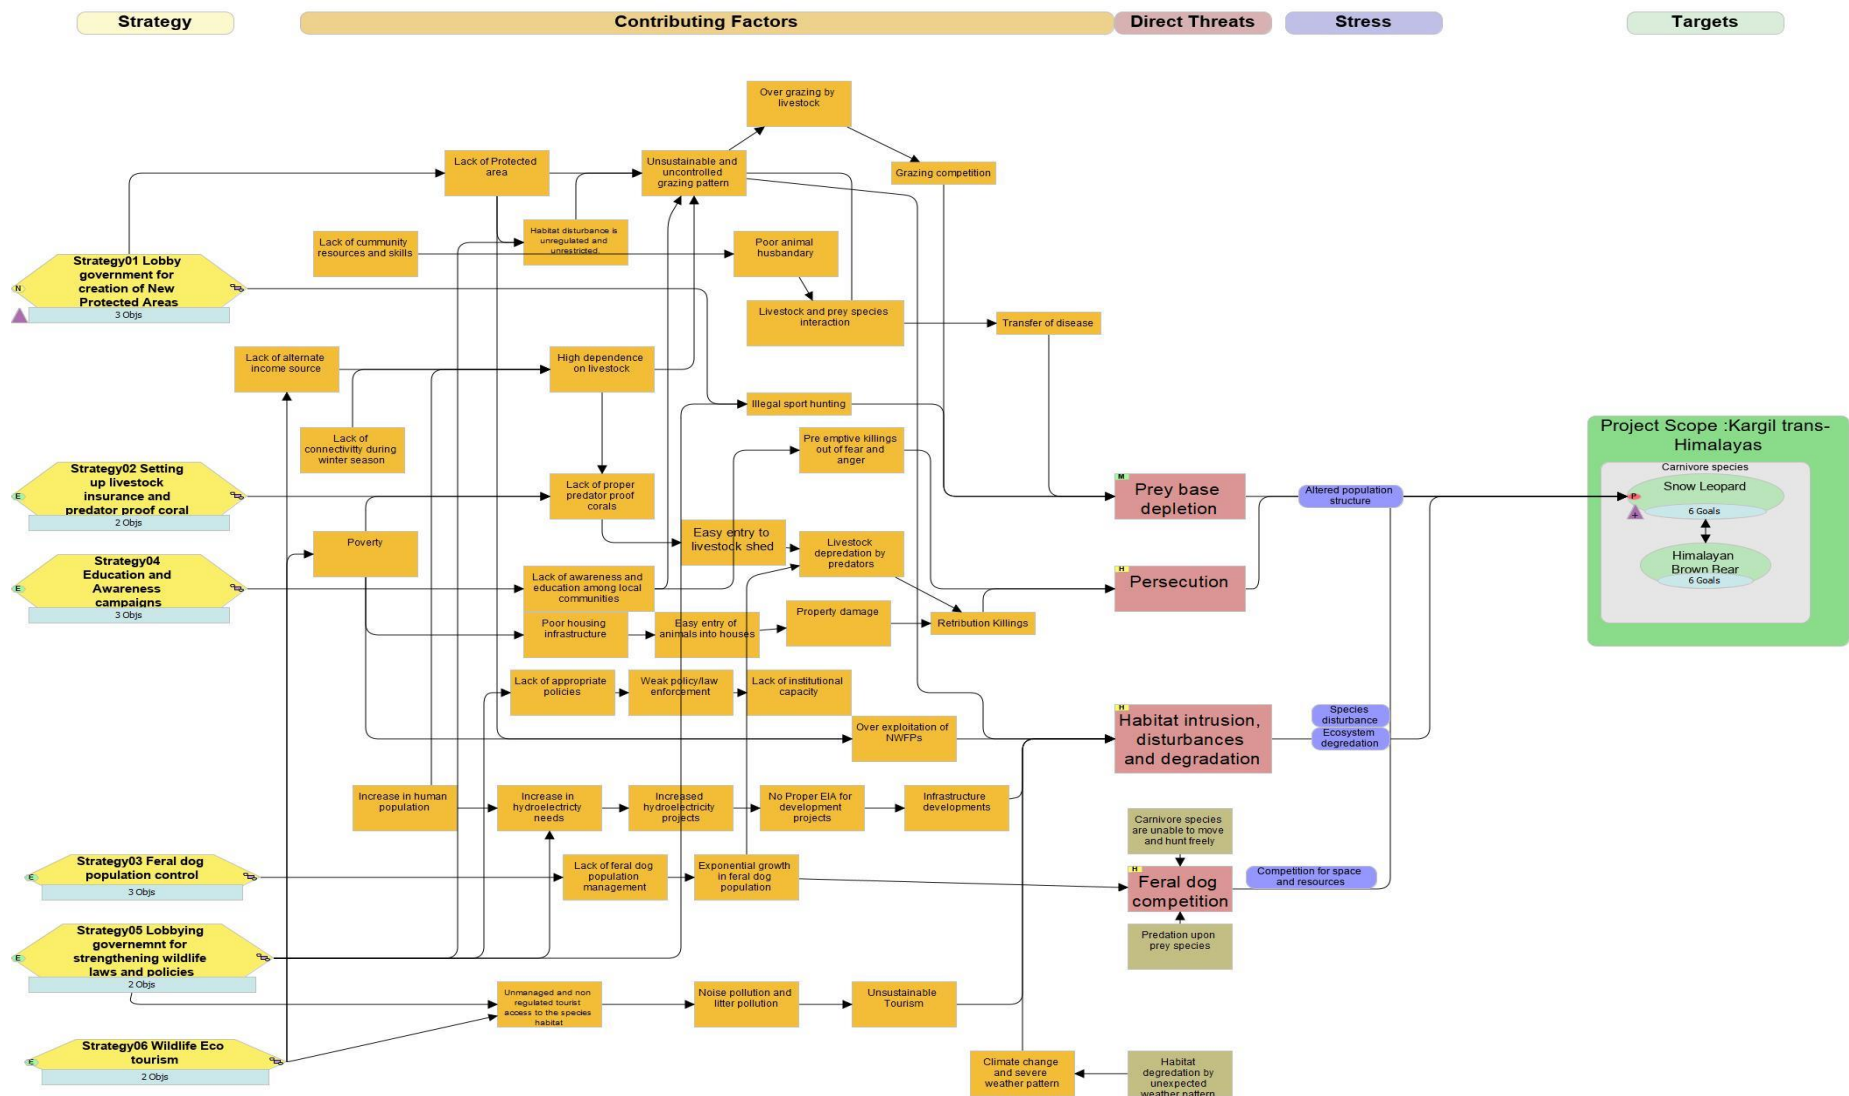 Strategy
Contributing Factors
Direct Threats
Stress
Targets
Over grazing by
livestock
Lack of Protected
area
Unsustainable and
uncontrolled
grazing pattern
Grazing competition
Lack of cummunity
resources and skills
Habitat disturbance is
unregulated and
unrestricted.
Poor animal
husbandary
Strategy01 Lobby
government for
creation of New
Protected Areas
N
3 Objs
Livestock and prey species
interaction
Transfer of disease
Lack of alternate
income source
High dependence
on livestock
Illegal sport hunting
Lack of
connectivity during
winter season
Pre emptive killings
out of fear and
anger
Project Scope :Kargil trans-
Himalayas
Carnivore species
Snow Leopard
P
6 Goals
Himalayan
Brown Bear
6 Goals
Strategy02 Setting
up livestock
insurance and
predator proof coral
E
2 Objs
Lack of proper
predator proof
corals
M
Prey base
depletion
Altered population
structure
Poverty
Easy entry to
livestock shed
Livestock
depredation by
predators
Strategy04
Education and
Awareness
campaigns
E
3 Objs
Lack of awareness and
education among local
communities
H
Persecution
Poor housing
infrastructure
Easy entry of
animals into houses
Property damage
Retribution Killings
Lack of appropriate
policies
Weak policy/law
enforcement
Lack of institutional
capacity
Over exploitation of
NWFPs
H
Habitat intrusion,
disturbances
and degradation
Species
disturbance
Ecosystem
degredation
Increase in human
population
Increase in
hydroelectricty
needs
Increased
hydroelectricity
projects
No Proper EIA for
development
projects
Infrastructure
developments
Carnivore species
are unable to move
and hunt freely
Strategy03 Feral dog
population control
E
3 Objs
Lack of feral dog
population
management
Exponential growth
in feral dog
population
H
Feral dog
competition
Competition for space
and resources
Predation upon
prey species
Strategy05 Lobbying
governemnt for
strengthening wildlife
laws and policies
E
2 Objs
Unmanaged and non
regulated tourist
access to the species
habitat
Noise pollution and
litter pollution
Unsustainable
Tourism
Strategy06 Wildlife Eco
tourism
E
2 Objs
Climate change
and severe
weather pattern
Habitat
degredation by
unexpected
weather pattern